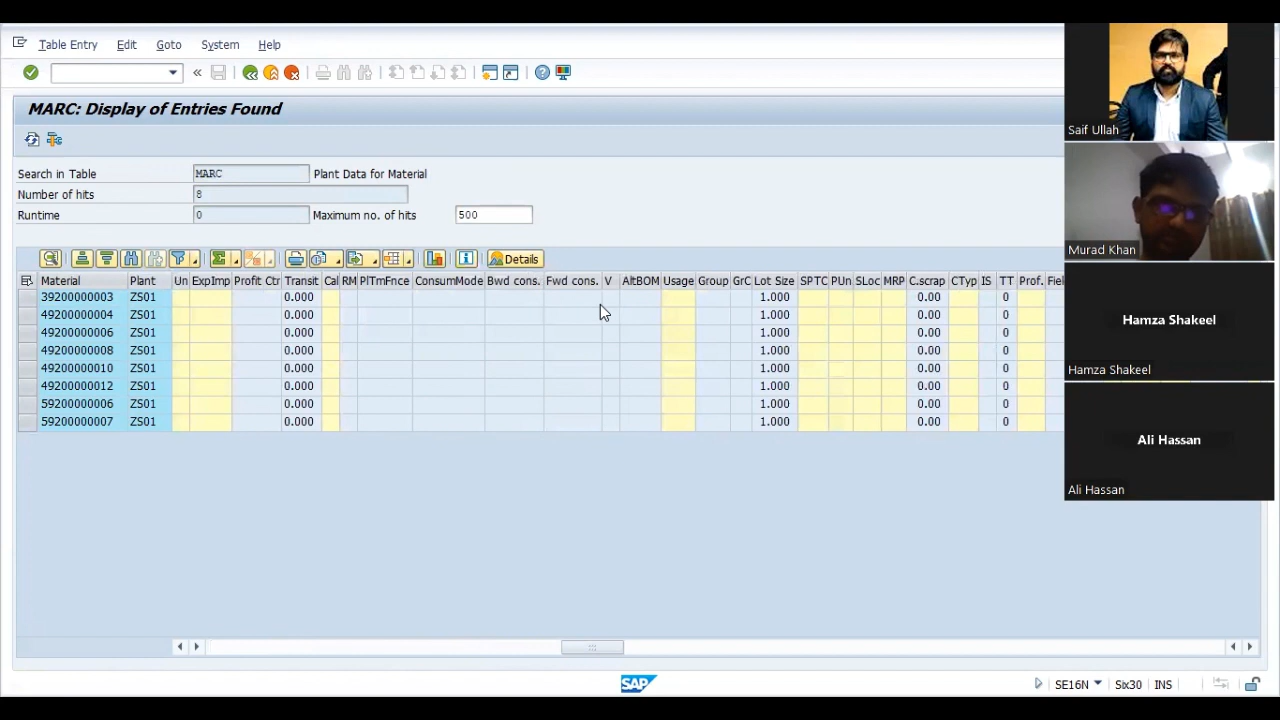 Table Entry Edit Goto System Help
MARC: Display of Entries Found
Search in Table MARC Plant Data for Material
Number of hits 8
Runtime 0 Maximum no. of hits 500
Details
Material Plant Un ExpImp Profit Ctr Transit Cal RM PlTmFnce ConsumMode Bwd cons. Fwd cons. V AltBOM Usage Group GrC Lot Size SPTC PUn SLoc MRP C.scrap CTyp IS TT Prof. Fiel
39200000003 ZS01 0.000 1.000 0.00 0
49200000004 ZS01 0.000 1.000 0.00 0
49200000006 ZS01 0.000 1.000 0.00 0
49200000008 ZS01 0.000 1.000 0.00 0
49200000010 ZS01 0.000 1.000 0.00 0
49200000012 ZS01 0.000 1.000 0.00 0
59200000006 ZS01 0.000 1.000 0.00 0
59200000007 ZS01 0.000 1.000 0.00 0
SAP
SE16N Six30 INS
Saif Ullah
Murad Khan
Hamza Shakeel
Hamza Shakeel
Ali Hassan
Ali Hassan